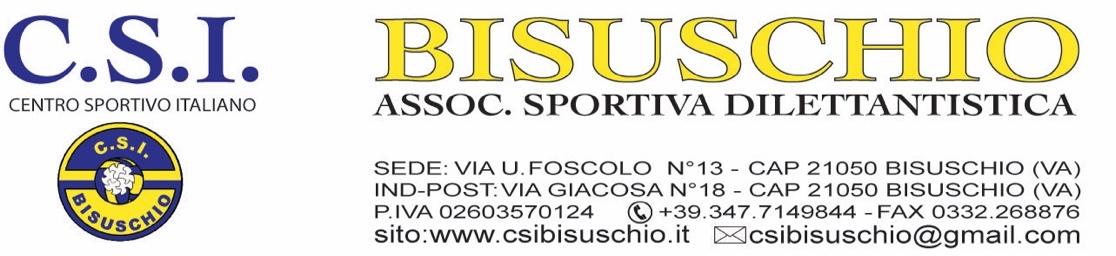 C.S.I.
CENTRO SPORTIVO ITALIANO
C.S.I.
BISUSCHIO
BISUSCHIO
ASSOC. SPORTIVA DILETTANTISTICA
SEDE: VIA U. FOSCOLO N°13 - CAP 21050 BISUSCHIO (VA)
IND-POST: VIA GIACOSA N°18 - CAP 21050 BISUSCHIO (VA)
P.IVA 02603570124 +39.347.7149844 - FAX 0332.268876
sito:www.csibisuschio.it csibisuschio@gmail.com